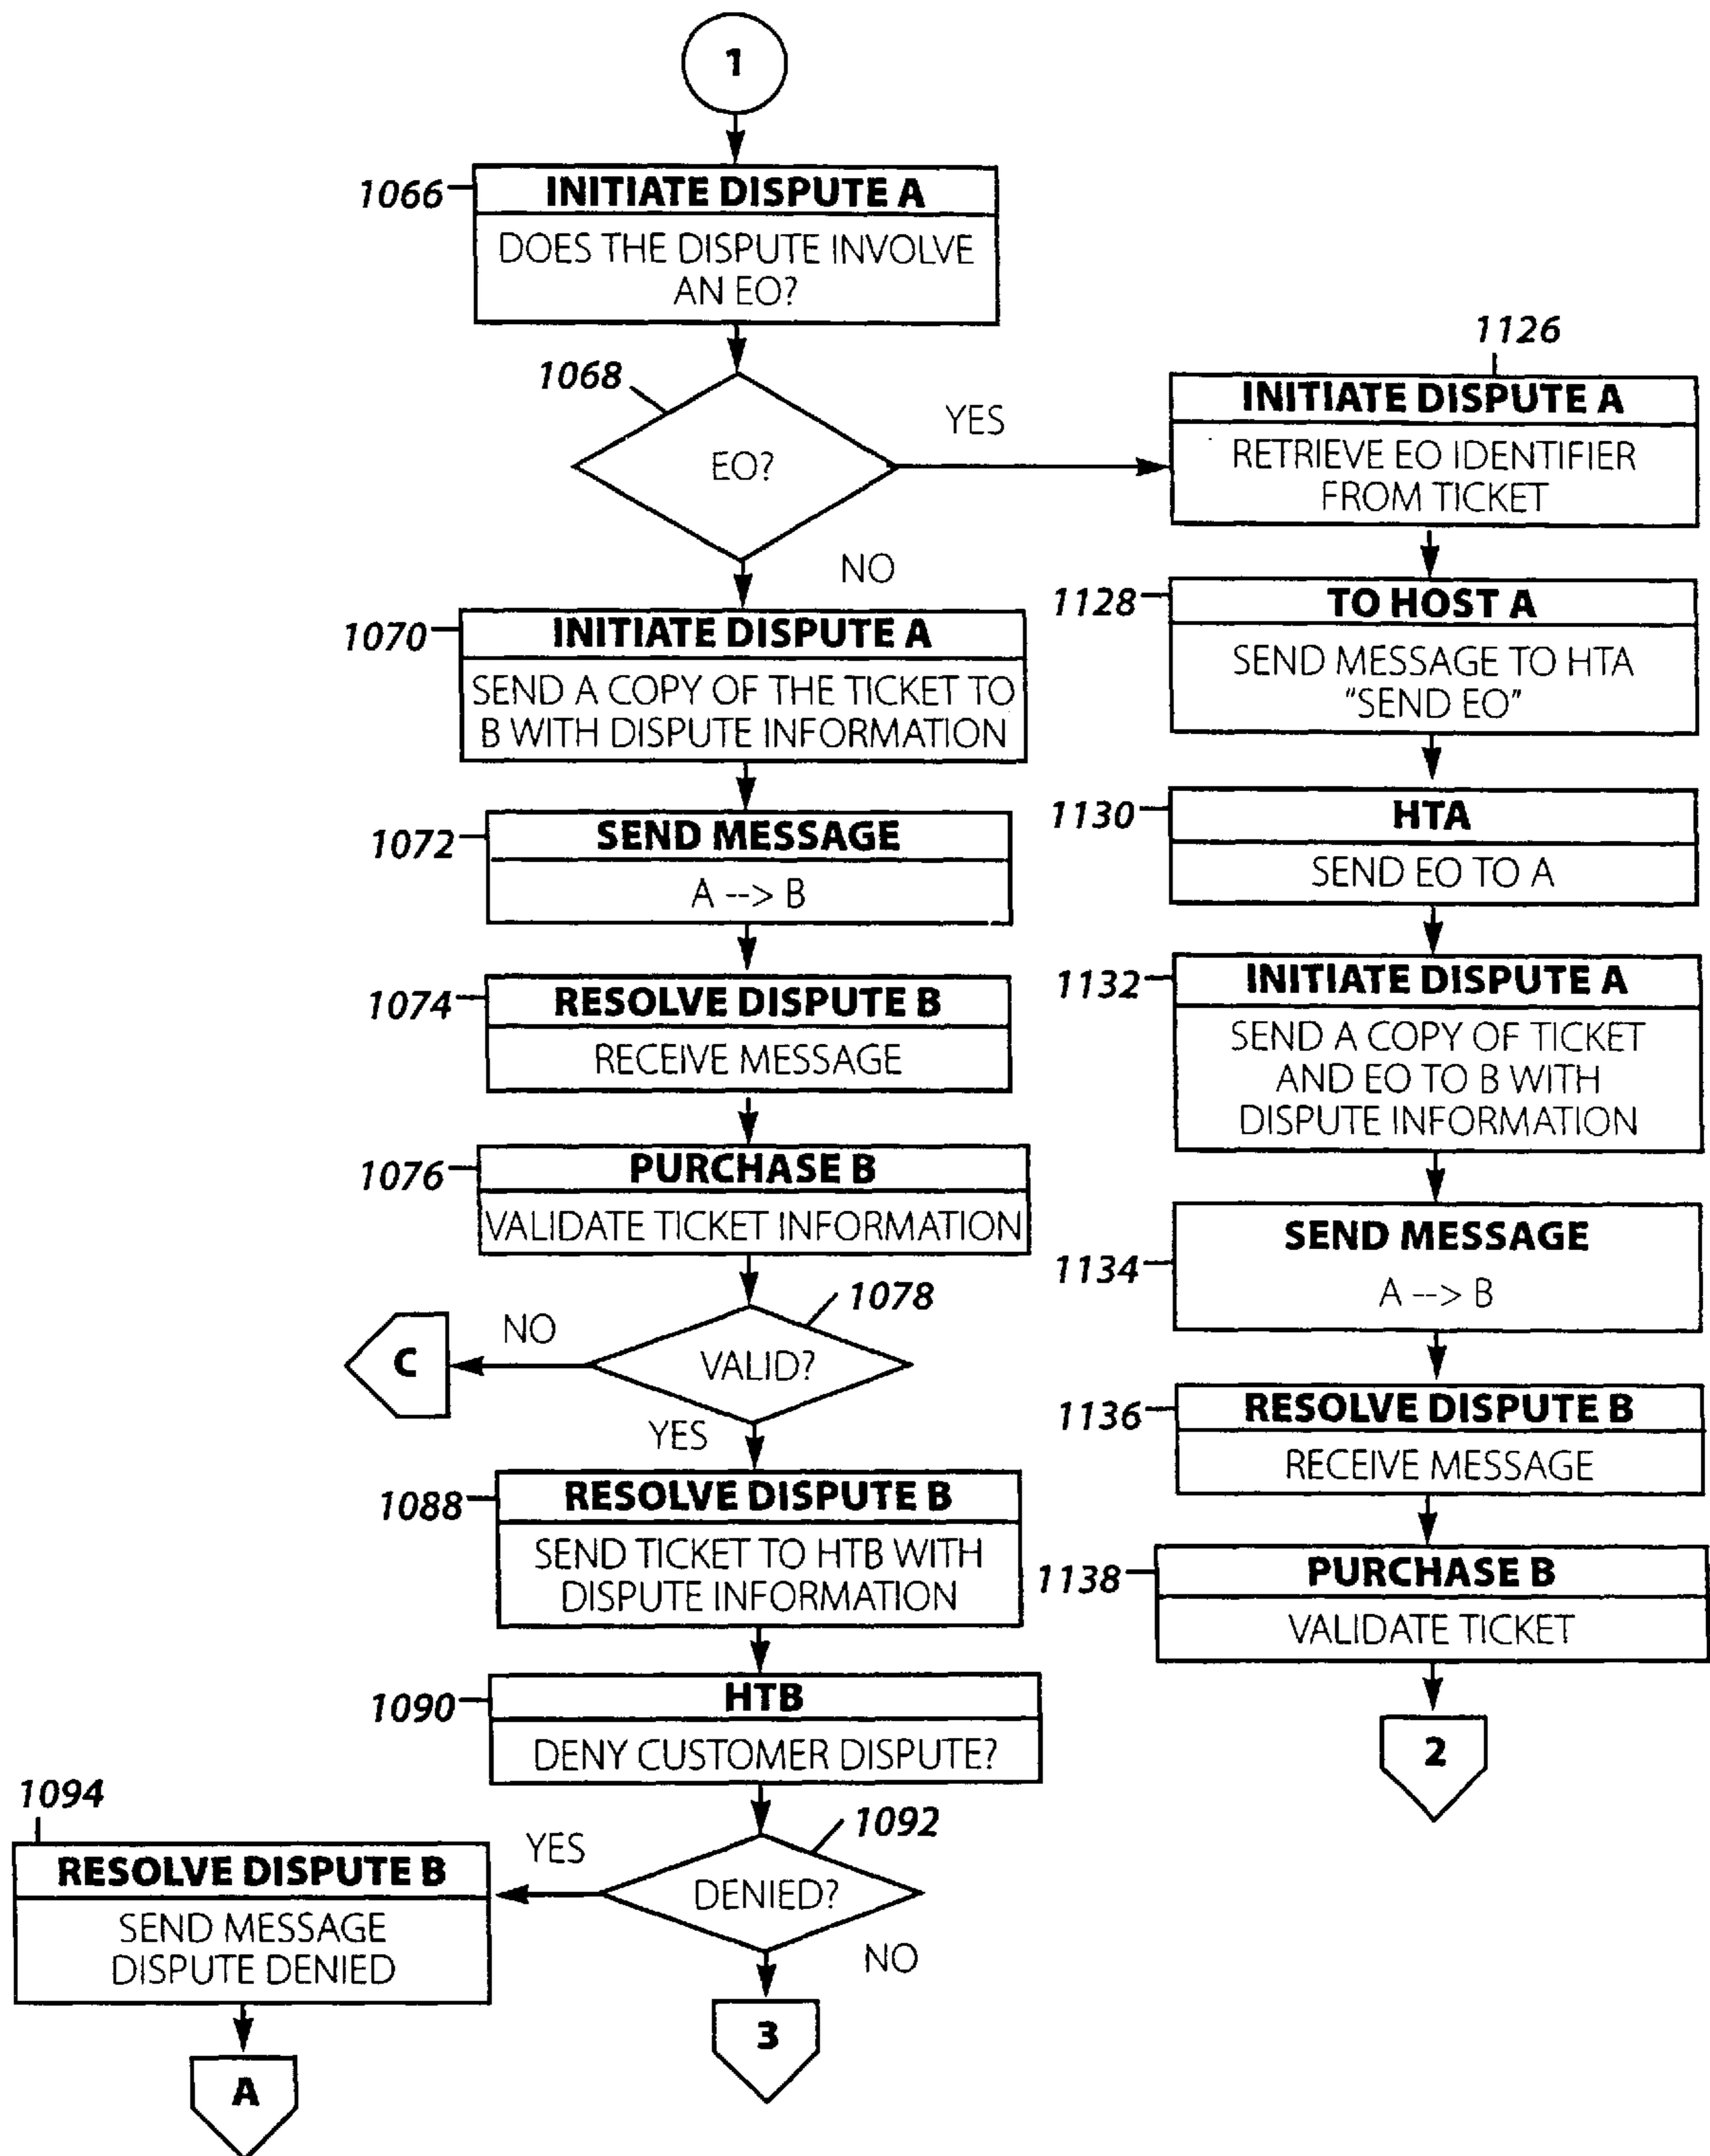 1
1066
INITIATE DISPUTE A
DOES THE DISPUTE INVOLVE
AN EO?
1068
EO?
YES
NO
1070
INITIATE DISPUTE A
SEND A COPY OF THE TICKET TO
B WITH DISPUTE INFORMATION
1072
SEND MESSAGE
A --> B
1074
RESOLVE DISPUTE B
RECEIVE MESSAGE
1076
PURCHASE B
VALIDATE TICKET INFORMATION
1078
VALID?
NO
C
YES
1088
RESOLVE DISPUTE B
SEND TICKET TO HTB WITH
DISPUTE INFORMATION
1090
HTB
DENY CUSTOMER DISPUTE?
1092
DENIED?
YES
NO
1094
RESOLVE DISPUTE B
SEND MESSAGE
DISPUTE DENIED
A
3
1126
INITIATE DISPUTE A
RETRIEVE EO IDENTIFIER
FROM TICKET
1128
TO HOST A
SEND MESSAGE TO HTA
"SEND EO"
1130
HTA
SEND EO TO A
1132
INITIATE DISPUTE A
SEND A COPY OF TICKET
AND EO TO B WITH
DISPUTE INFORMATION
1134
SEND MESSAGE
A --> B
1136
RESOLVE DISPUTE B
RECEIVE MESSAGE
1138
PURCHASE B
VALIDATE TICKET
2